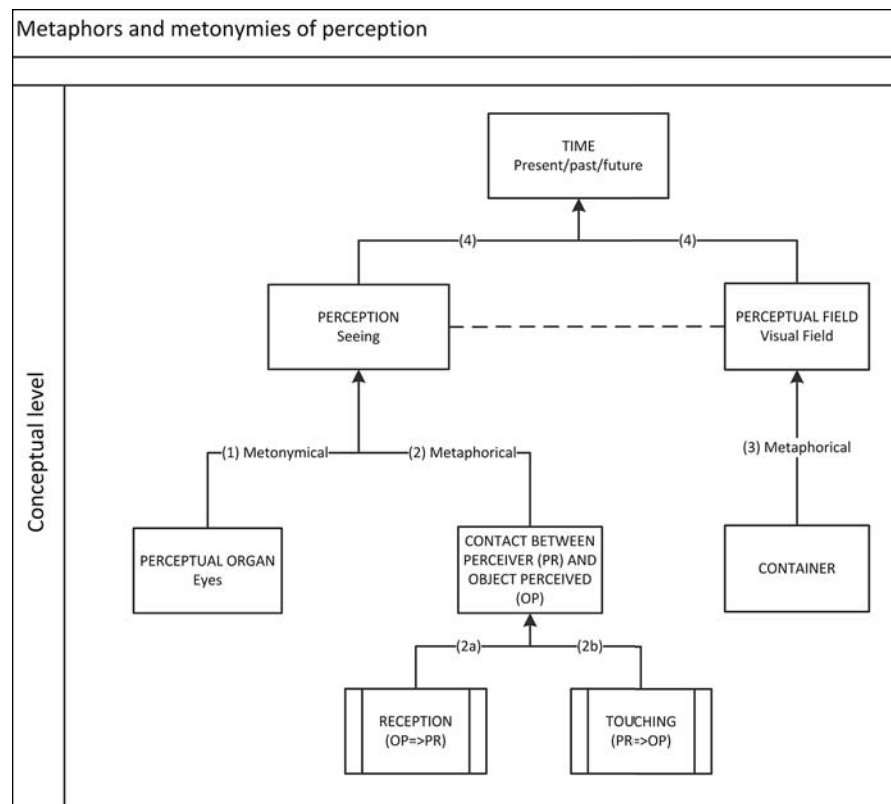 Metaphors and metonymies of perception
Conceptual level
TIME
Present/past/future
(4)
(4)
PERCEPTION
Seeing
PERCEPTUAL FIELD
Visual Field
(1) Metonymical
(2) Metaphorical
(3) Metaphorical
PERCEPTUAL ORGAN
Eyes
CONTACT BETWEEN
PERCEIVER (PR) AND
OBJECT PERCEIVED
(OP)
CONTAINER
(2a)
(2b)
RECEPTION
(OP=>PR)
TOUCHING
(PR=>OP)